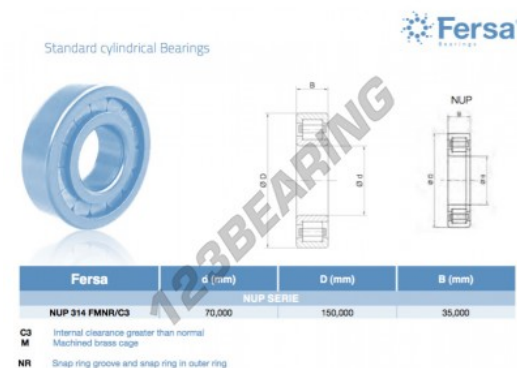 Fersa
Bearings
Standard cylindrical Bearings
B
NUP
B
Ø D
Ø d
Ø D
Ø d
123BEARING
Fersa d (mm) D (mm) B (mm)
NUP SERIE
NUP 314 FMNR/C3 70,000 150,000 35,000
C3 Internal clearance greater than normal
M Machined brass cage
NR Snap ring groove and snap ring in outer ring